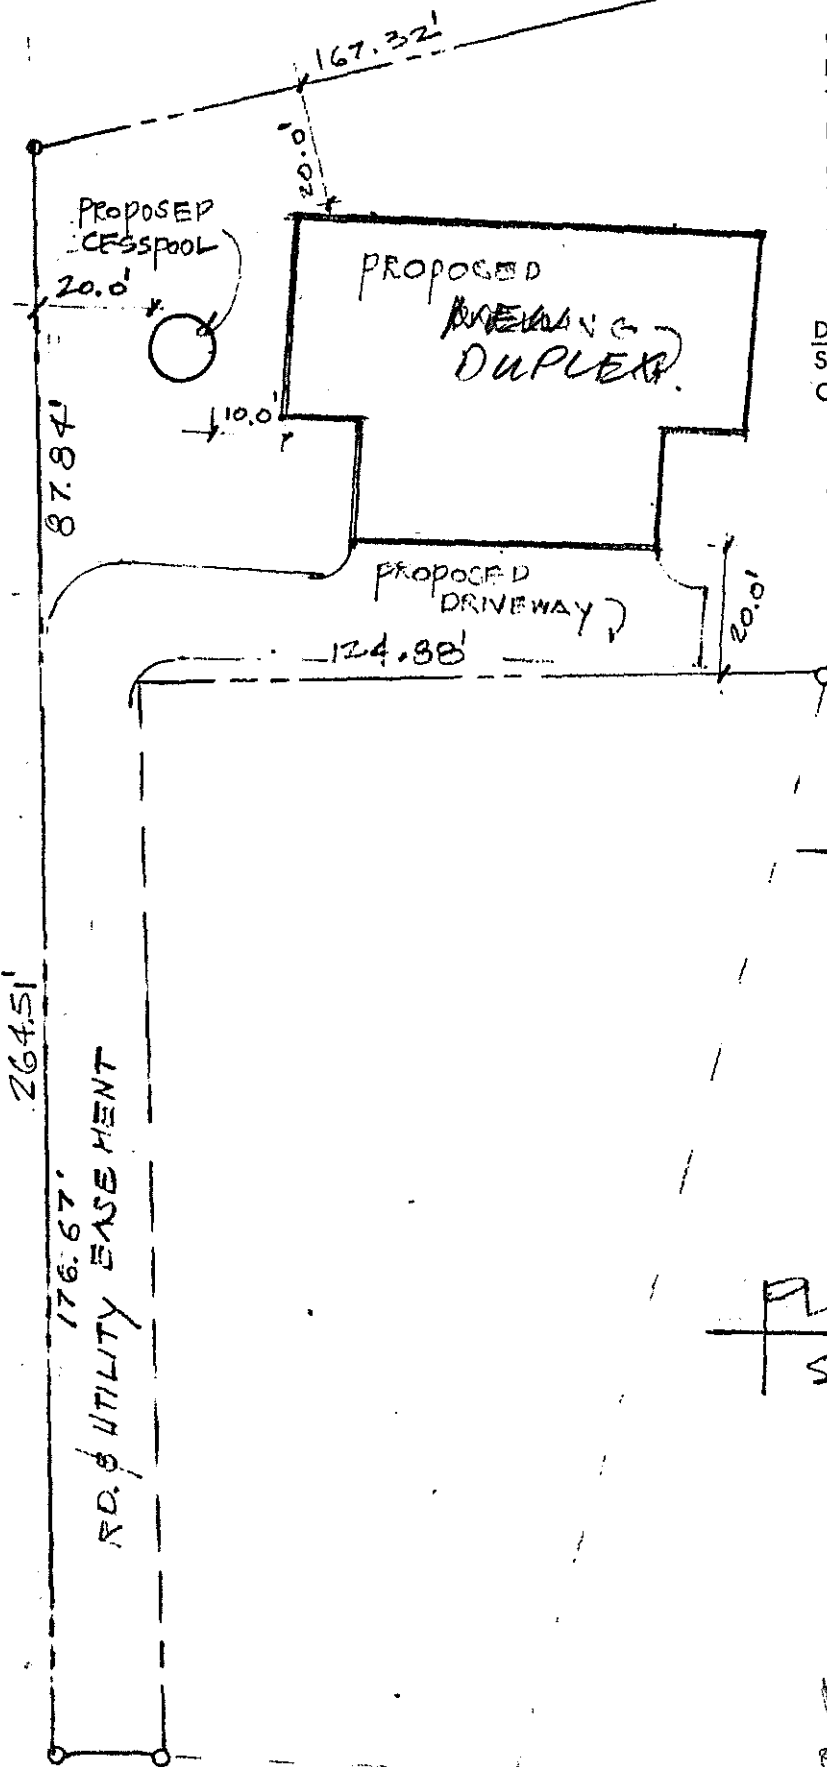 167.32'
20.0'
PROPOSED
CESSPOOL
20.0'
PROPOSED
DUPLEX.
10.0'
87.84'
PROPOSED
DRIVEWAY
20.0'
124.88'
264.51'
176.67'
RD. & UTILITY EASEMENT